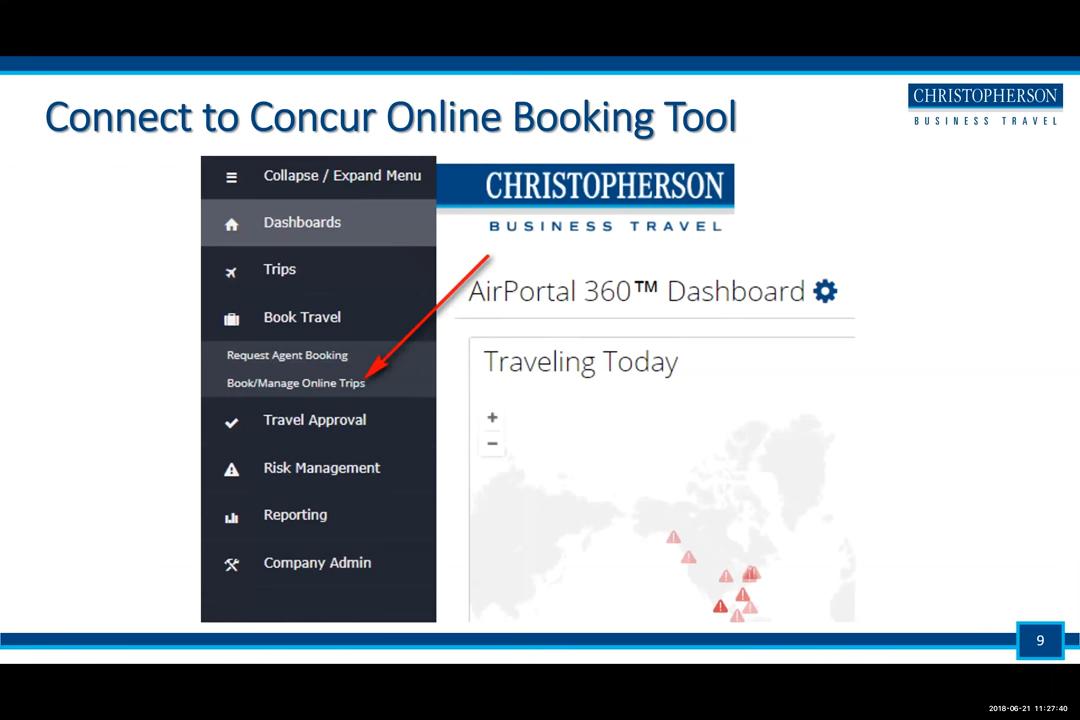 Connect to Concur Online Booking Tool
CHRISTOPHERSON
BUSINESS TRAVEL
Collapse / Expand Menu
Dashboards
Trips
Book Travel
Request Agent Booking
Book/Manage Online Trips
Travel Approval
Risk Management
Reporting
Company Admin
CHRISTOPHERSON
BUSINESS TRAVEL
AirPortal 360™ Dashboard
Traveling Today
+
−
9
2018-06-21 11:27:40